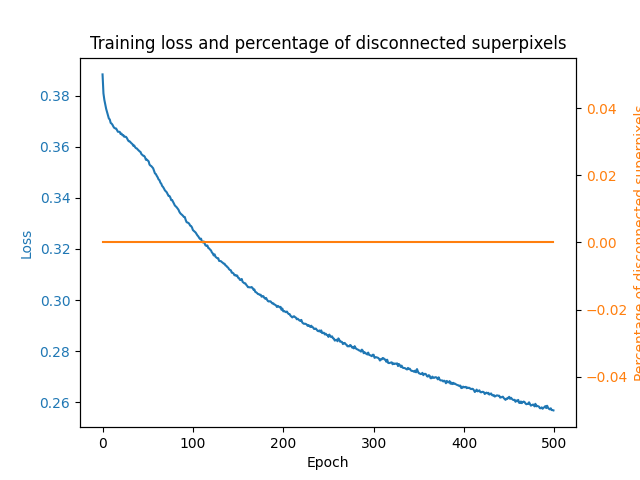 Training loss and percentage of disconnected superpixels
Loss
0.38
0.36
0.34
0.32
0.30
0.28
0.26
0.04
0.02
0.00
−0.02
−0.04
Percentage of disconnected superpixels
0 100 200 300 400 500
Epoch